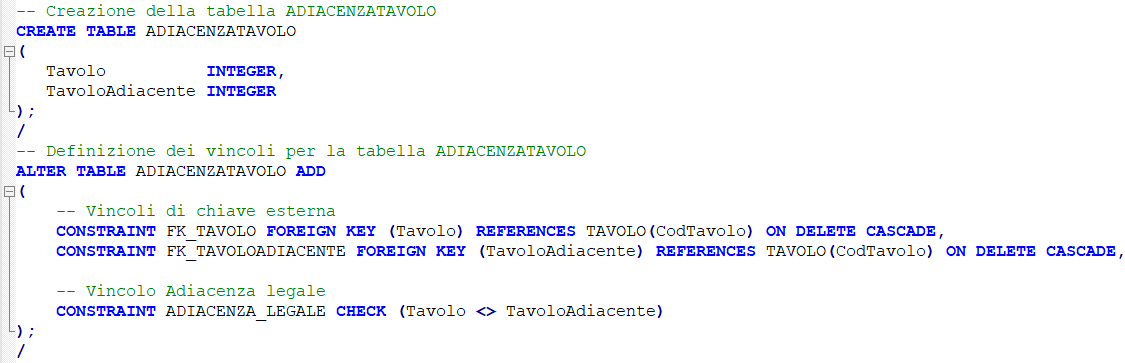 -- Creazione della tabella ADIACENZATAVOLO
CREATE TABLE ADIACENZATAVOLO
(
   Tavolo          INTEGER,
   TavoloAdiacente INTEGER
);
/
-- Definizione dei vincoli per la tabella ADIACENZATAVOLO
ALTER TABLE ADIACENZATAVOLO ADD
(
    -- Vincoli di chiave esterna
    CONSTRAINT FK_TAVOLO FOREIGN KEY (Tavolo) REFERENCES TAVOLO(CodTavolo) ON DELETE CASCADE,
    CONSTRAINT FK_TAVOLOADIACENTE FOREIGN KEY (TavoloAdiacente) REFERENCES TAVOLO(CodTavolo) ON DELETE CASCADE,
    -- Vincolo Adiacenza legale
    CONSTRAINT ADIACENZA_LEGALE CHECK (Tavolo <> TavoloAdiacente)
);
/